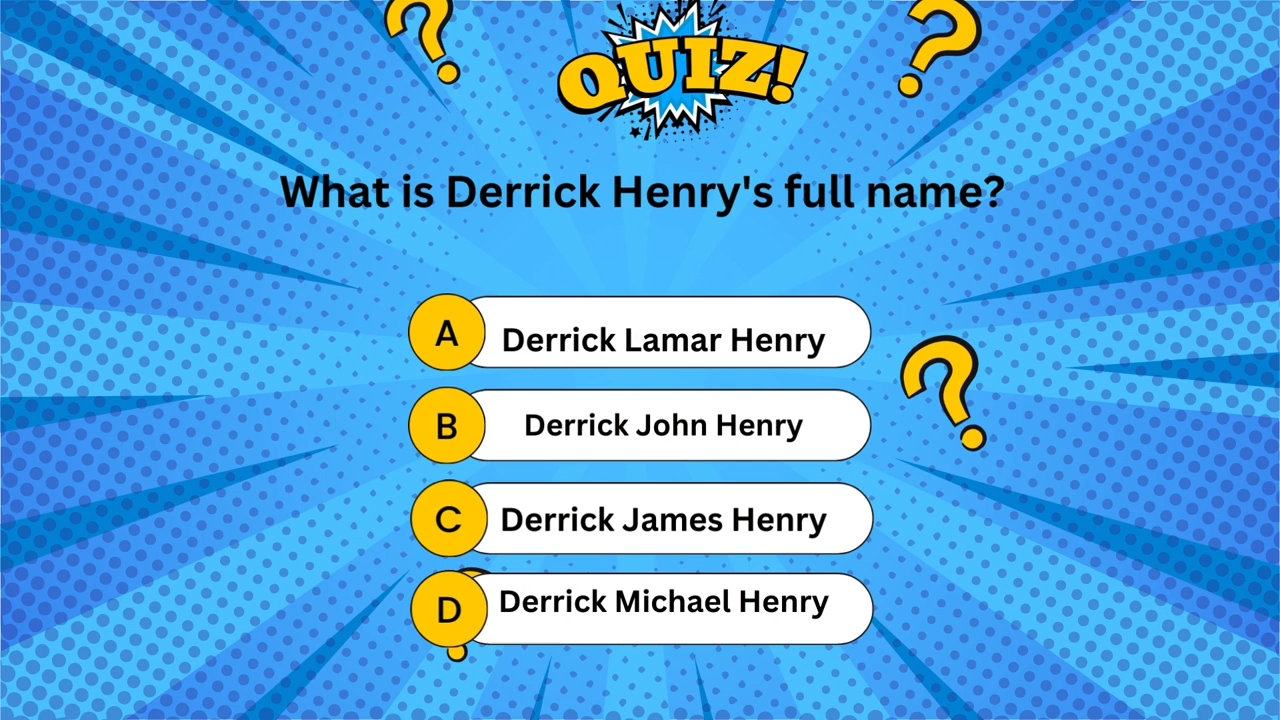 QUIZ!
What is Derrick Henry's full name?
A Derrick Lamar Henry
B Derrick John Henry
C Derrick James Henry
D Derrick Michael Henry